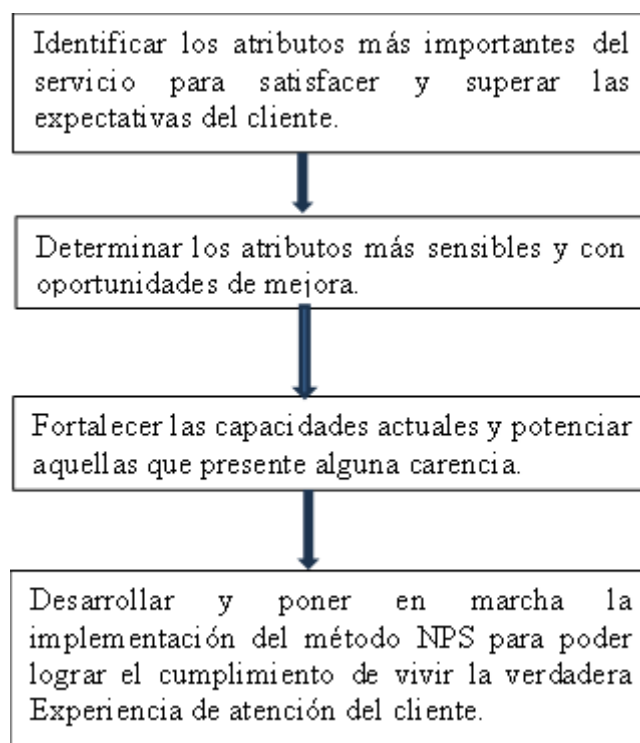 Identificar los atributos más importantes del
servicio para satisfacer y superar las
expectativas del cliente.
Determinar los atributos más sensibles y con
oportunidades de mejora.
Fortalecer las capacidades actuales y potenciar
aquellas que presente alguna carencia.
Desarrollar y poner en marcha la
implementación del método NPS para poder
lograr el cumplimiento de vivir la verdadera
Experiencia de atención del cliente.